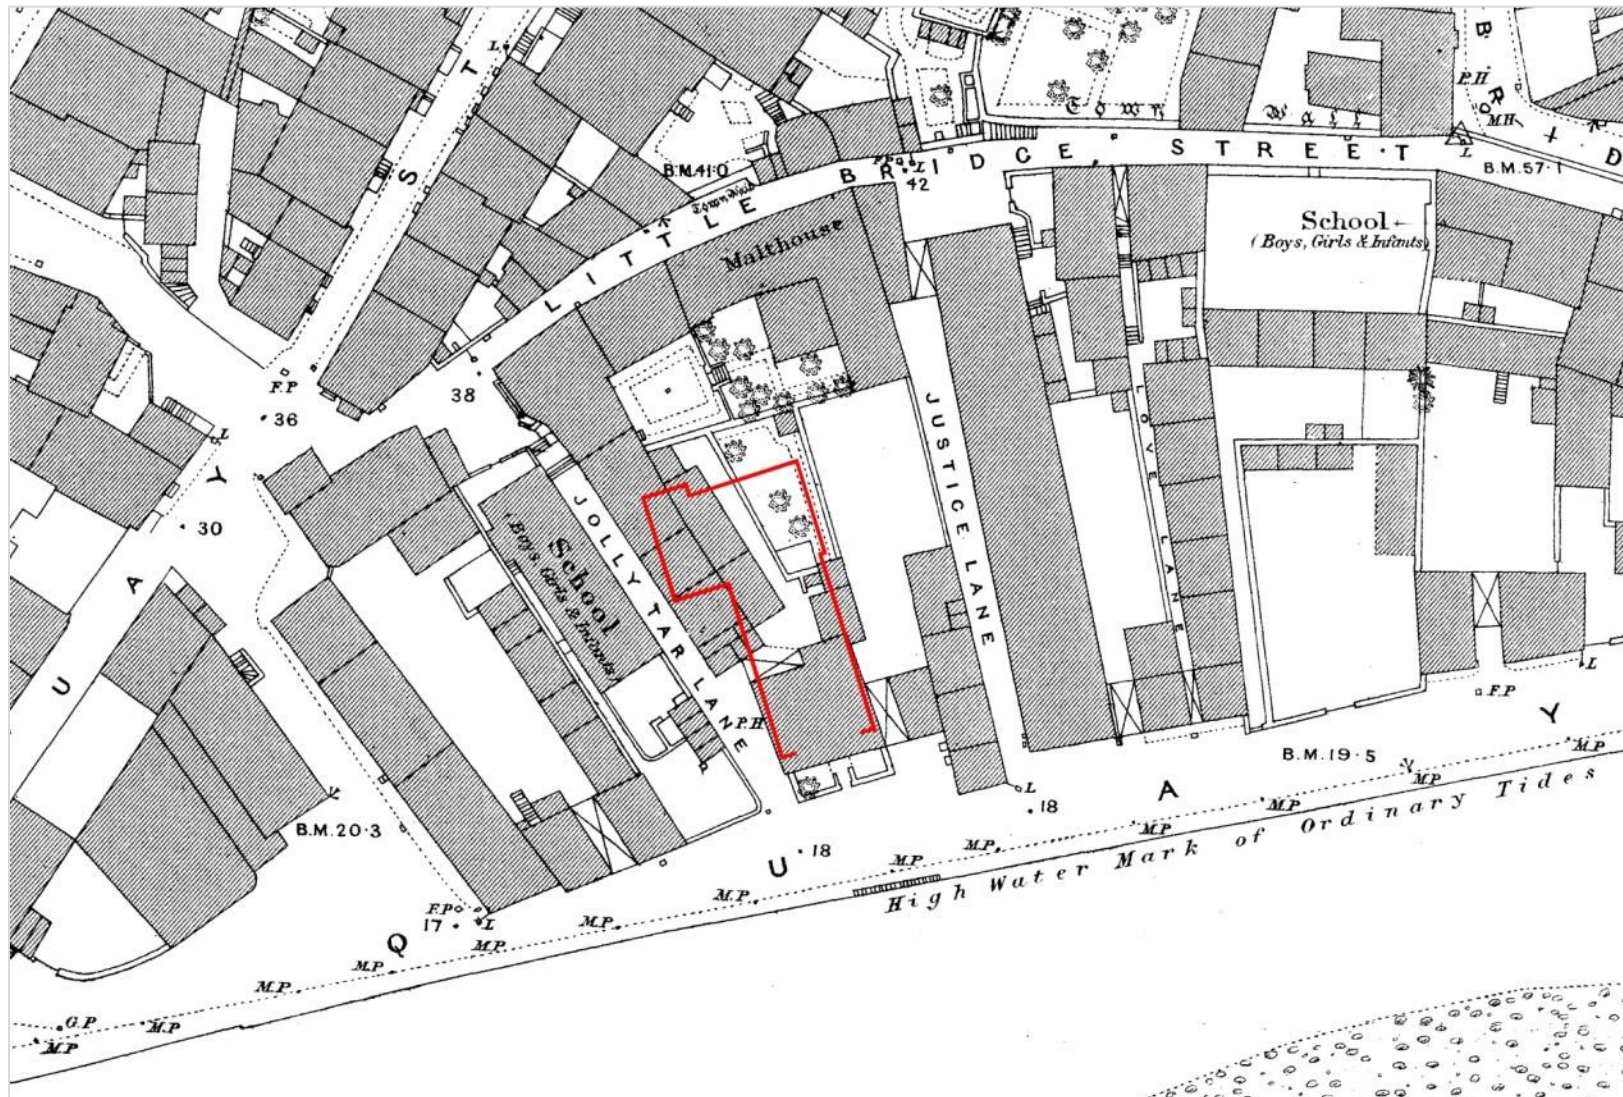 L
S T
B.M.41.0
LITTLE BRIDGE STREET
42
L
Town Wall
P.H
M.H
L
BR
D
B.M.57.1
Malthouse
School
(Boys, Girls & Infants)
F.P
36
38
L
30
QUAY
School
(Boys, Girls & Infants)
JOLLY TAR LANE
JUSTICE LANE
LOVE LANE
P.H
L
F.P
B.M.19.5
B.M.20.3
L
18
18
QUAY
F.P
17
L
M.P
M.P
M.P
M.P
M.P
M.P
M.P
M.P
M.P
M.P
M.P
M.P
M.P
G.P
High Water Mark of Ordinary Tides